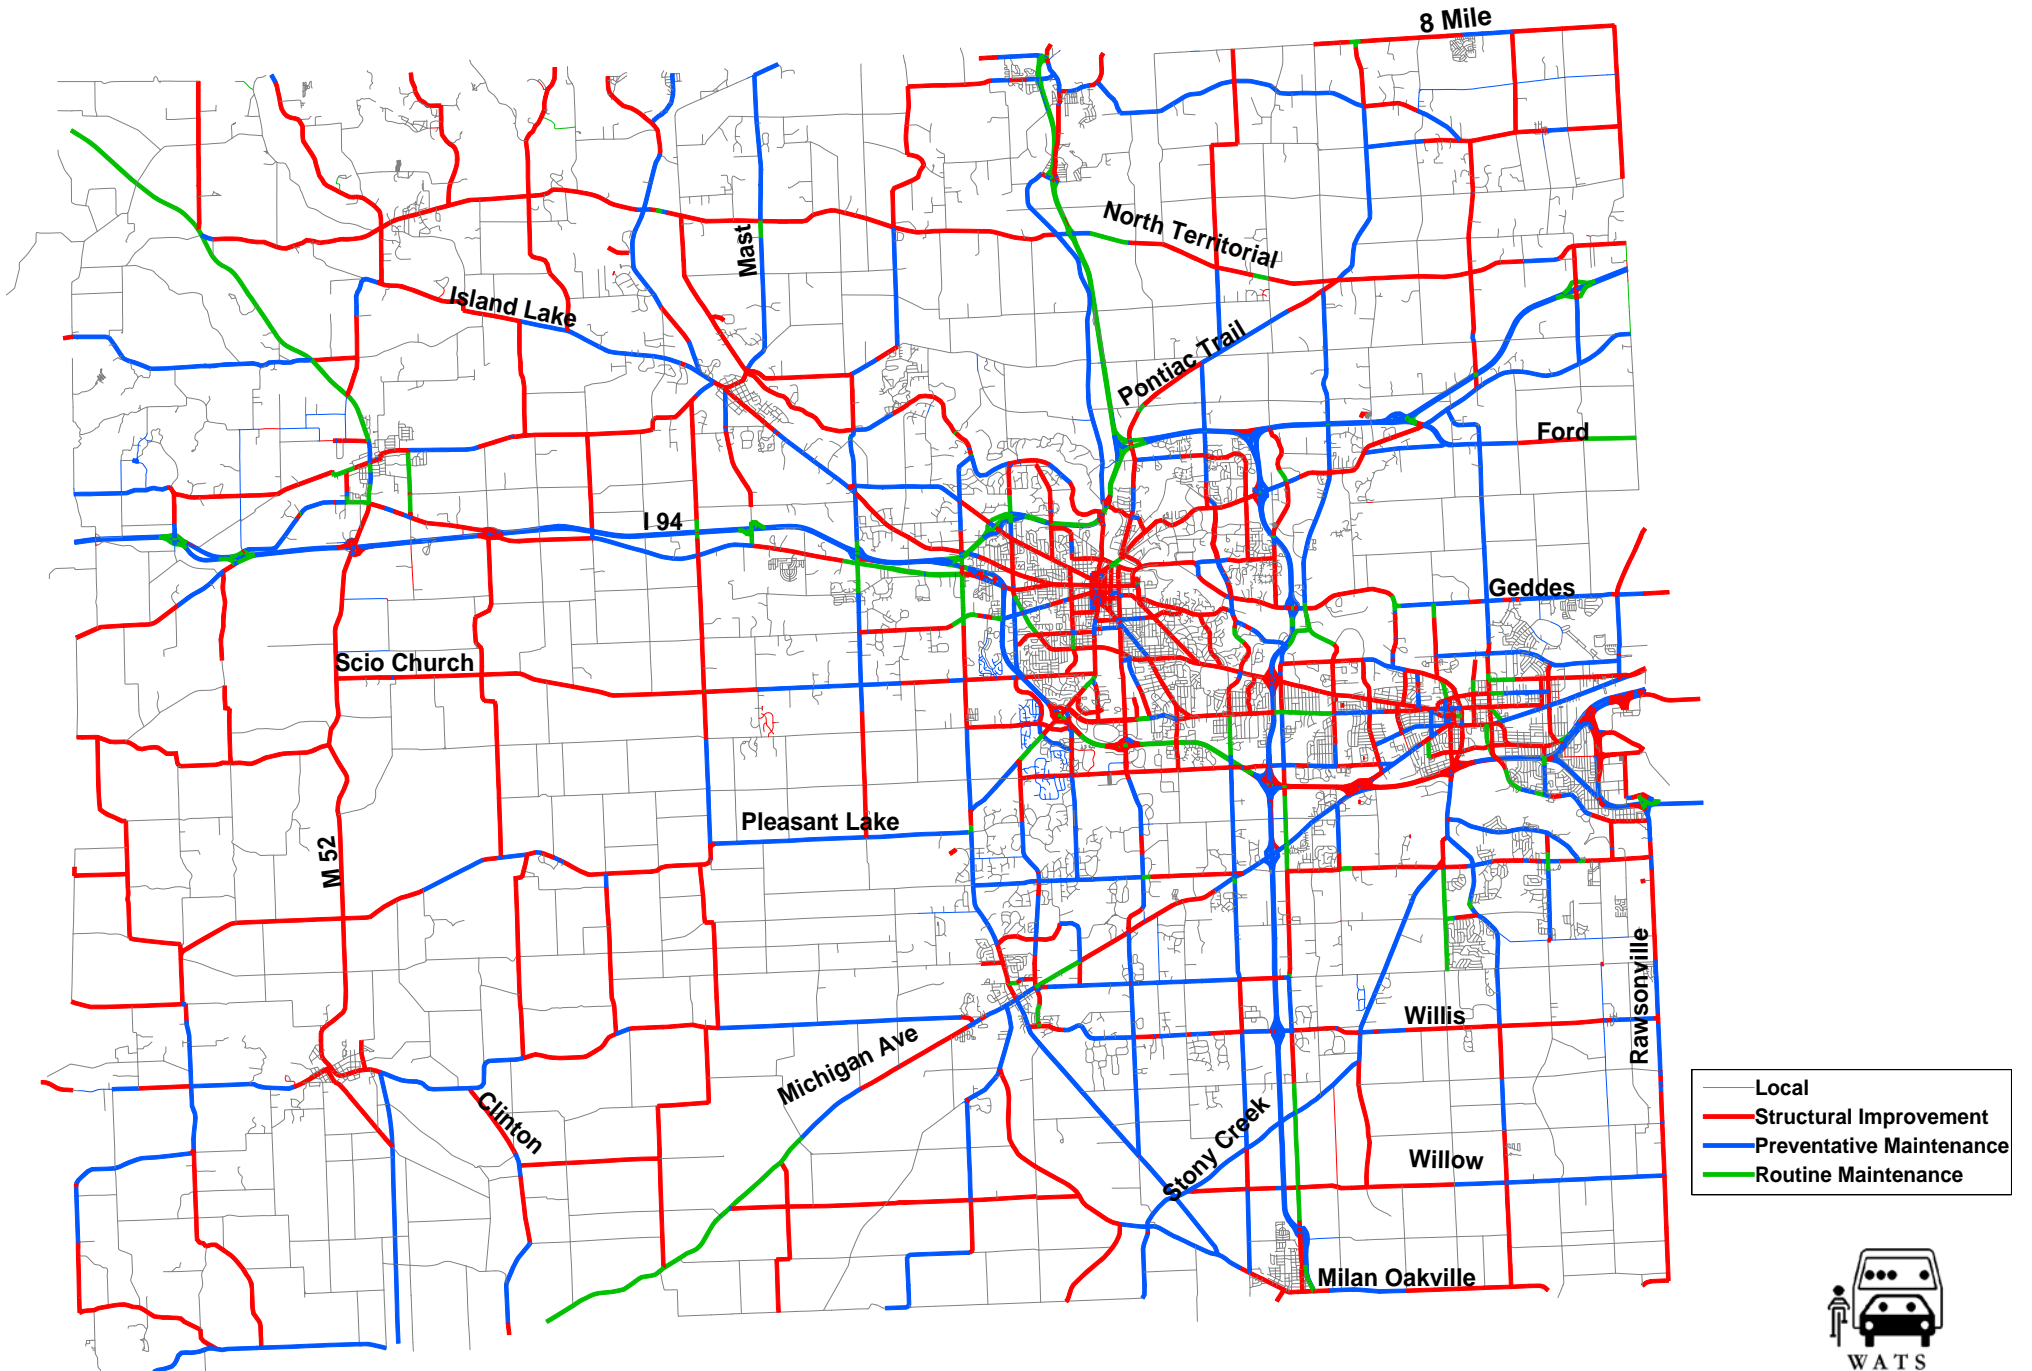 8 Mile
North Territorial
Mast
Island Lake
Pontiac Trail
Ford
I 94
Geddes
Scio Church
Pleasant Lake
M 52
Rawsonville
Willis
Michigan Ave
Clinton
Stony Creek
Willow
Milan Oakville
Local
Structural Improvement
Preventative Maintenance
Routine Maintenance
WATS